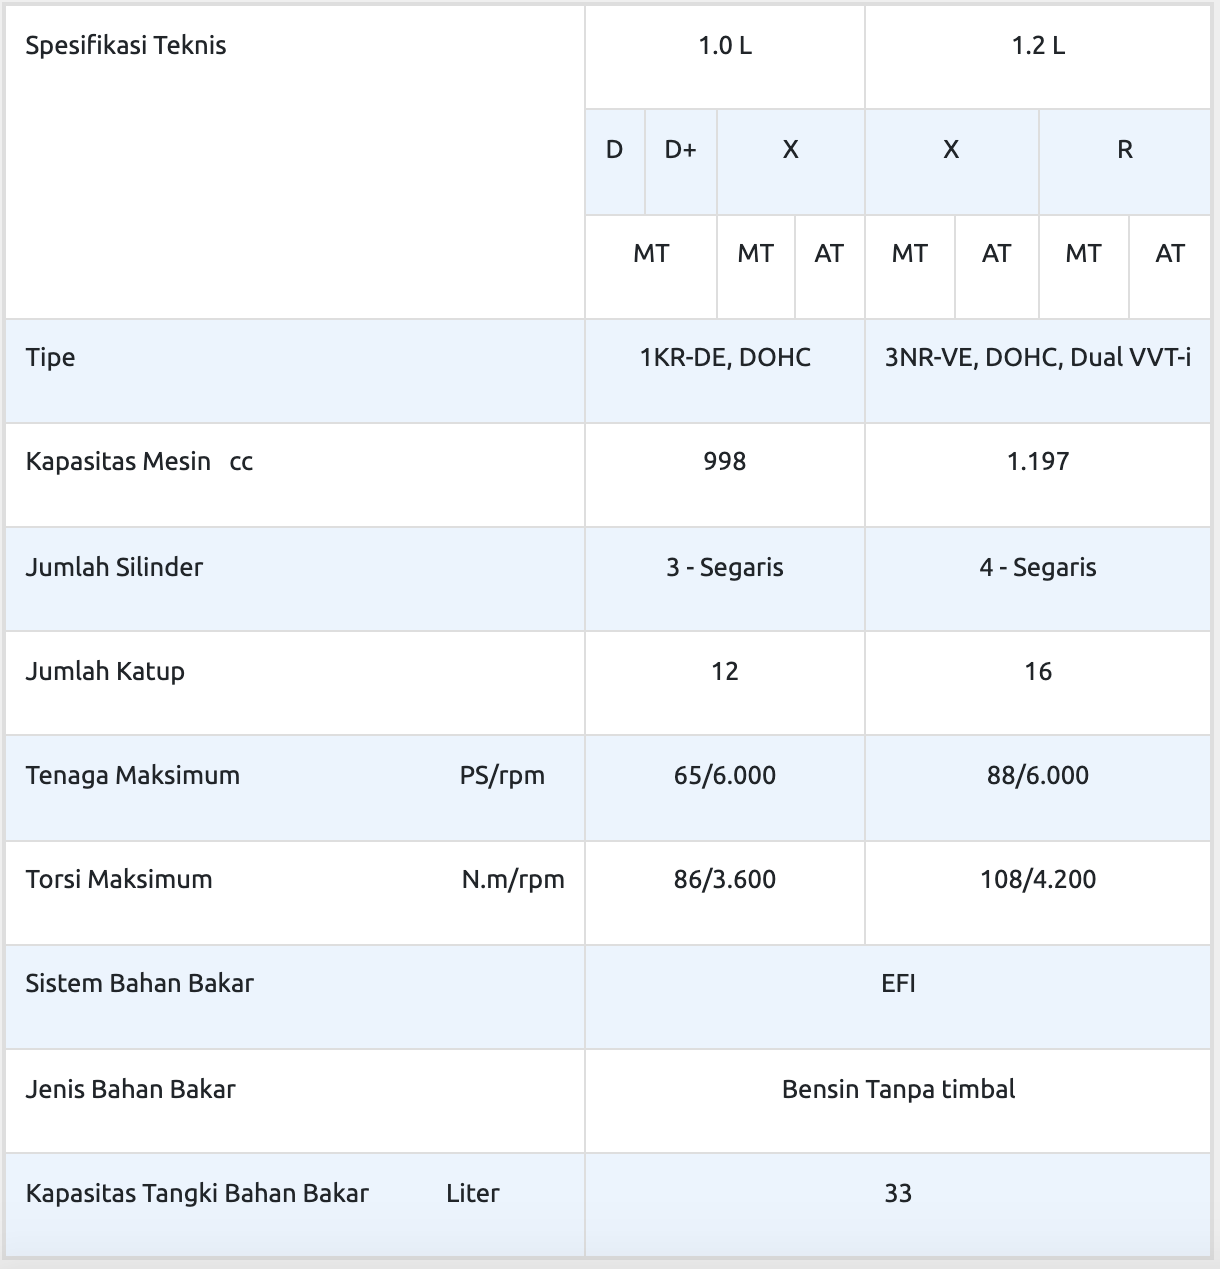 Spesifikasi Teknis 1.0 L 1.2 L
D D+ X X R
MT MT AT MT AT MT AT
Tipe 1KR-DE, DOHC 3NR-VE, DOHC, Dual VVT-i
Kapasitas Mesin cc 998 1.197
Jumlah Silinder 3 - Segaris 4 - Segaris
Jumlah Katup 12 16
Tenaga Maksimum PS/rpm 65/6.000 88/6.000
Torsi Maksimum N.m/rpm 86/3.600 108/4.200
Sistem Bahan Bakar EFI
Jenis Bahan Bakar Bensin Tanpa timbal
Kapasitas Tangki Bahan Bakar Liter 33